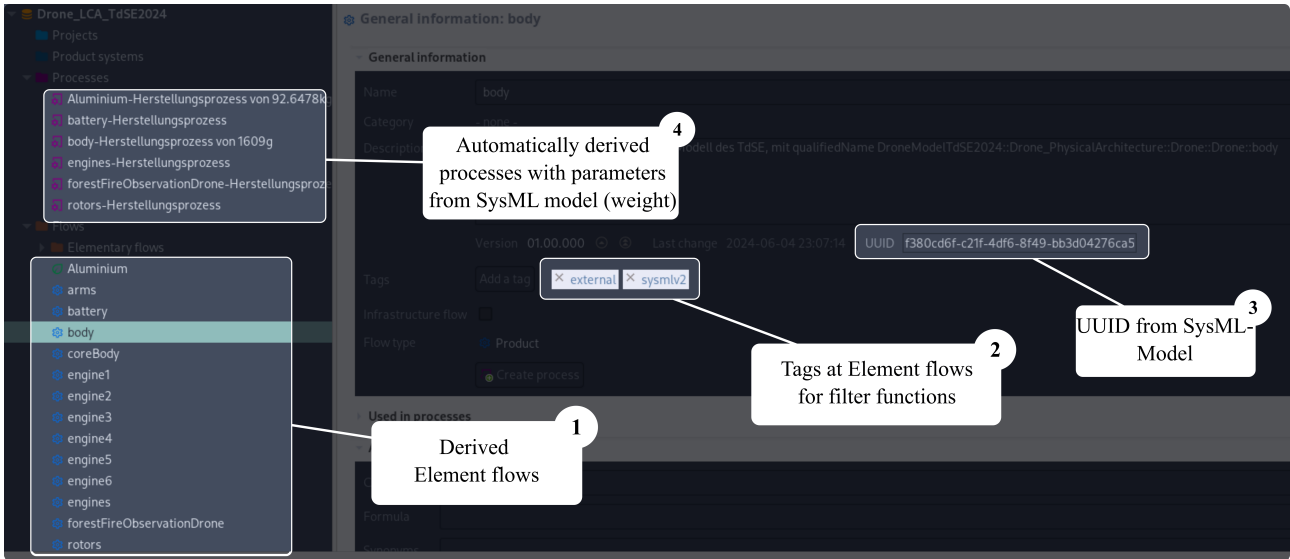 Drone_LCA_TdSE2024
Projects
Product systems
Processes
Aluminium-Herstellungsprozess von 92.6478kg
battery-Herstellungsprozess
body-Herstellungsprozess von 1609g
engines-Herstellungsprozess
forestFireObservationDrone-Herstellungsproze
rotors-Herstellungsprozess
Flows
Elementary flows
Aluminium
arms
battery
body
coreBody
engine1
engine2
engine3
engine4
engine5
engine6
engines
forestFireObservationDrone
rotors
General information: body
General information
Name body
Category - none -
Description
modell des TdSE, mit qualifiedName DroneModelTdSE2024::Drone_PhysicalArchitecture::Drone::Drone::body
Version 01.00.000 Last change 2024-06-04 23:07:14 UUID f380cd6f-c21f-4df6-8f49-bb3d04276ca5
Tags Add a tag × external × sysmlv2
Infrastructure flow
Flow type Product
Create process
Used in processes
Formula
Synonyms
4
Automatically derived
processes with parameters
from SysML model (weight)
3
UUID from SysML-
Model
2
Tags at Element flows
for filter functions
1
Derived
Element flows